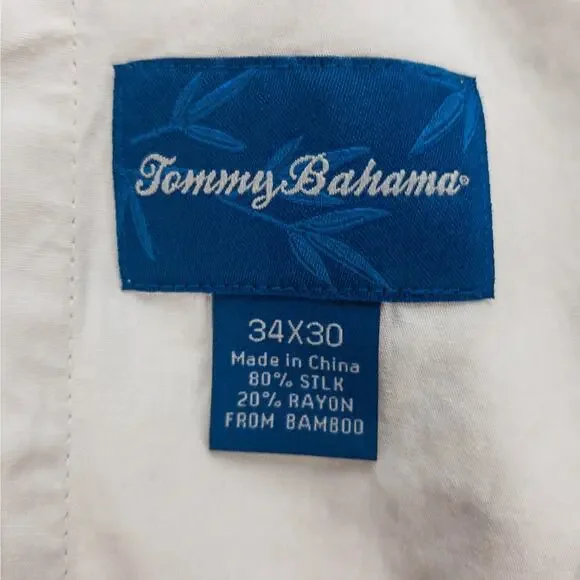 Tommy Bahama®
34X30
Made in China
80% SILK
20% RAYON
FROM BAMBOO